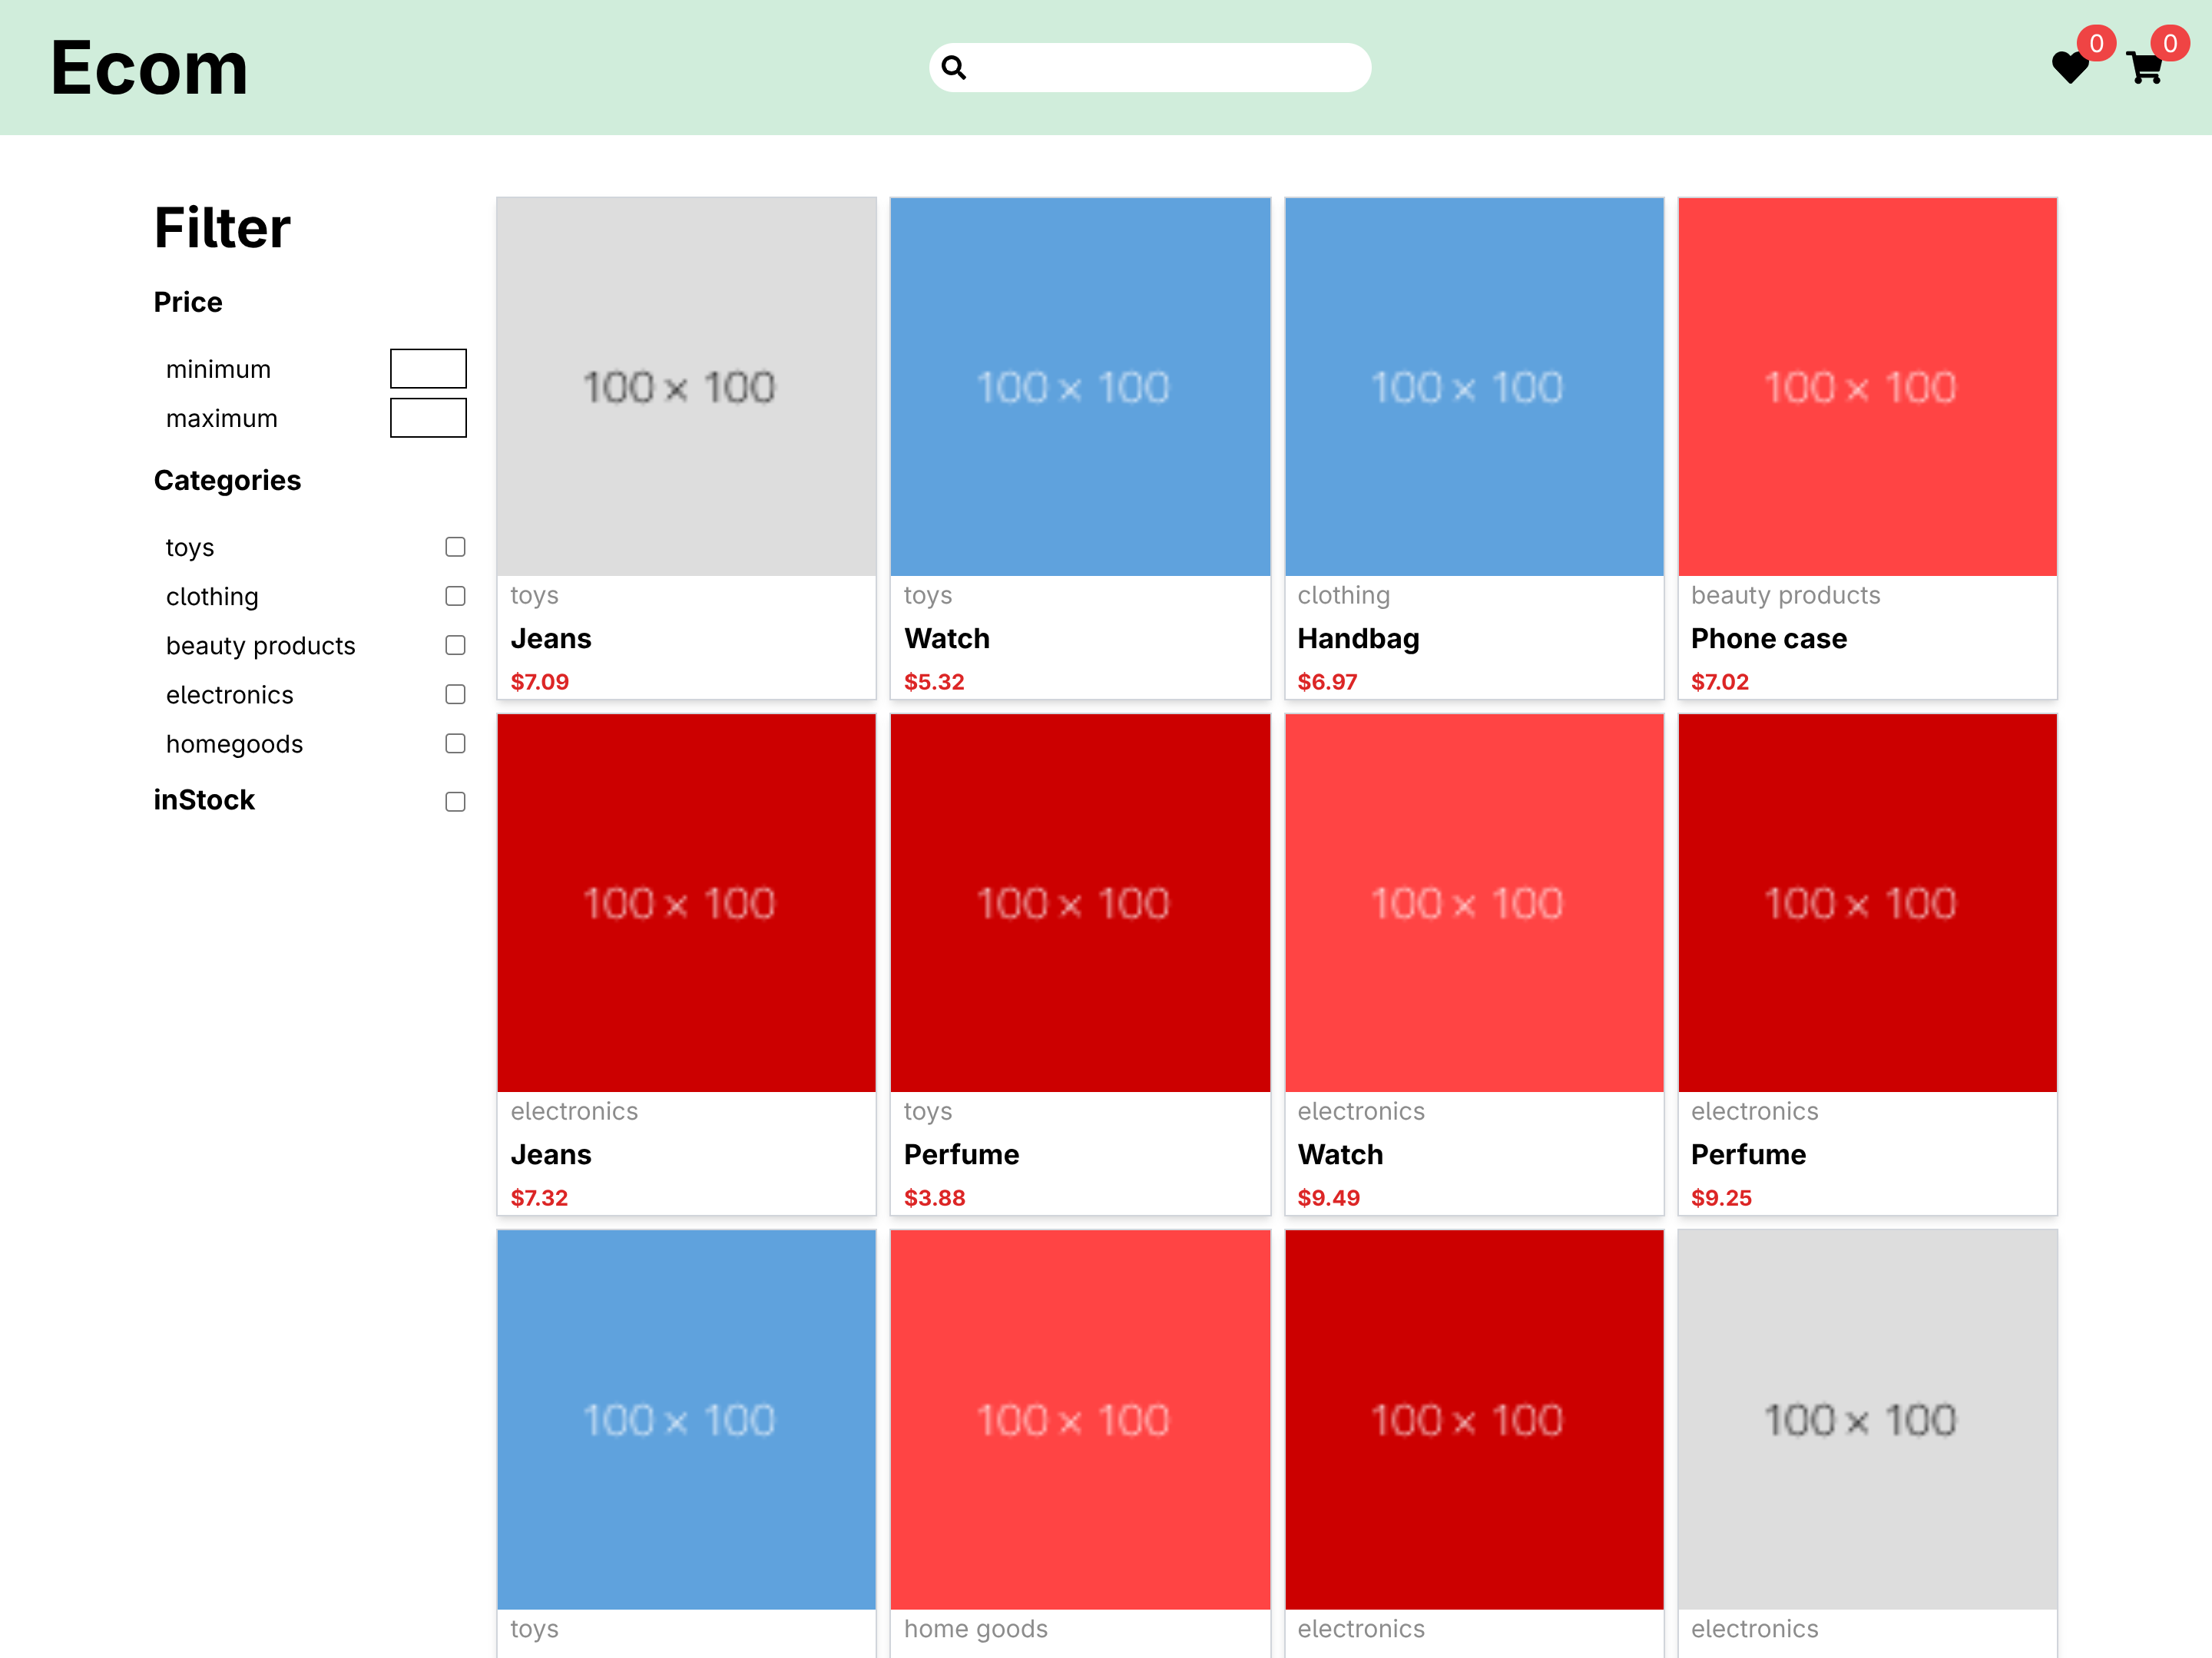 Ecom
0
0
Filter
Price
minimum
maximum
Categories
toys
clothing
beauty products
electronics
homegoods
inStock
100 × 100
100 × 100
100 × 100
100 × 100
toys
toys
clothing
beauty products
Jeans
Watch
Handbag
Phone case
$7.09
$5.32
$6.97
$7.02
100 × 100
100 × 100
100 × 100
100 × 100
electronics
toys
electronics
electronics
Jeans
Perfume
Watch
Perfume
$7.32
$3.88
$9.49
$9.25
100 × 100
100 × 100
100 × 100
100 × 100
toys
home goods
electronics
electronics